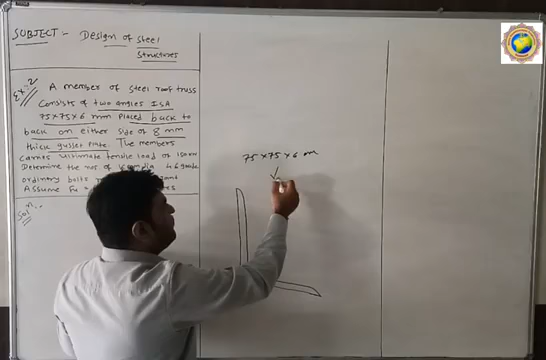 SUBJECT :- Design of steel
Structures
Ex:-2 A member of steel roof truss
Consists of two angles ISA
75×75×6 mm placed back to
back on either side of 8 mm
thick gusset plate. The members
carries ultimate tensile load of 150 kN
Determine the nos of 16 mm dia 4.6 grade
ordinary bolts
Assume Fu =
Solⁿ:-
75×75×6 m